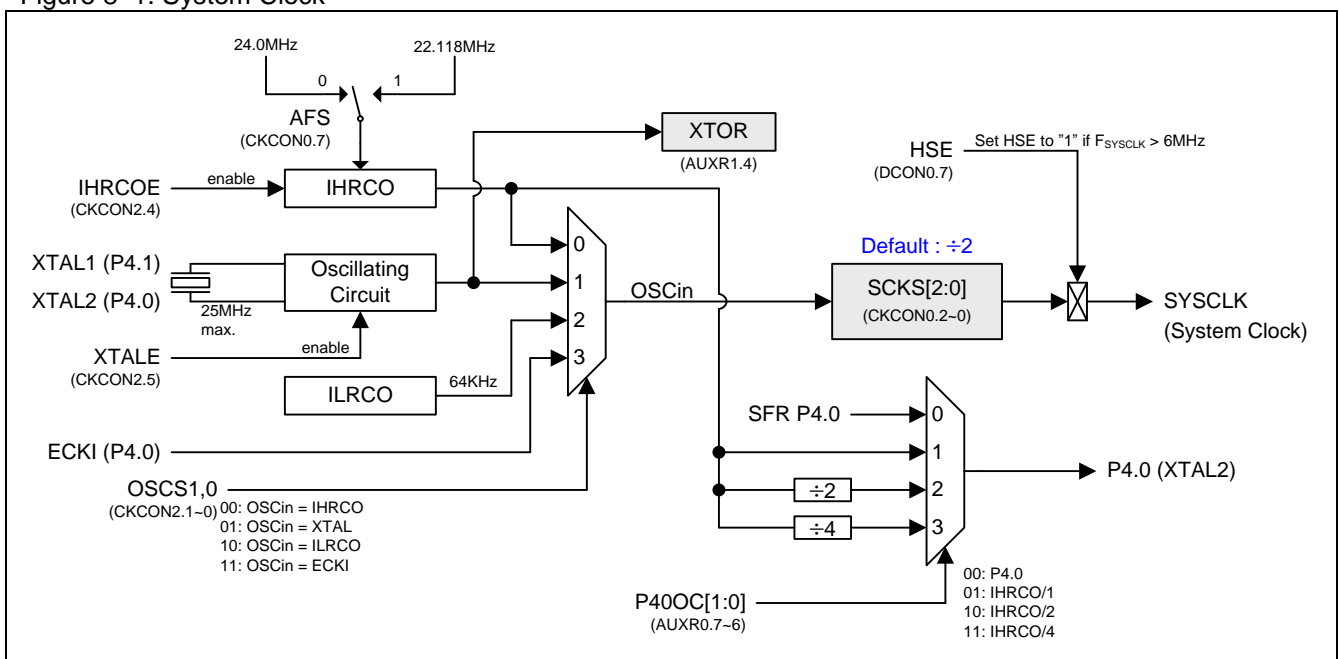 Figure 8-1. System Clock
24.0MHz
22.118MHz
0
1
AFS
(CKCON0.7)
XTOR
(AUXR1.4)
HSE
(DCON0.7)
Set HSE to "1" if FSYSCLK > 6MHz
IHRCOE
(CKCON2.4)
enable
IHRCO
XTAL1 (P4.1)
XTAL2 (P4.0)
25MHz
max.
Oscillating
Circuit
XTALE
(CKCON2.5)
enable
ILRCO
64KHz
ECKI (P4.0)
0
1
2
3
OSCin
OSCS1,0
(CKCON2.1~0)
00: OSCin = IHRCO
01: OSCin = XTAL
10: OSCin = ILRCO
11: OSCin = ECKI
Default : ÷2
SCKS[2:0]
(CKCON0.2~0)
SYSCLK
(System Clock)
SFR P4.0
÷2
÷4
0
1
2
3
P4.0 (XTAL2)
P40OC[1:0]
(AUXR0.7~6)
00: P4.0
01: IHRCO/1
10: IHRCO/2
11: IHRCO/4